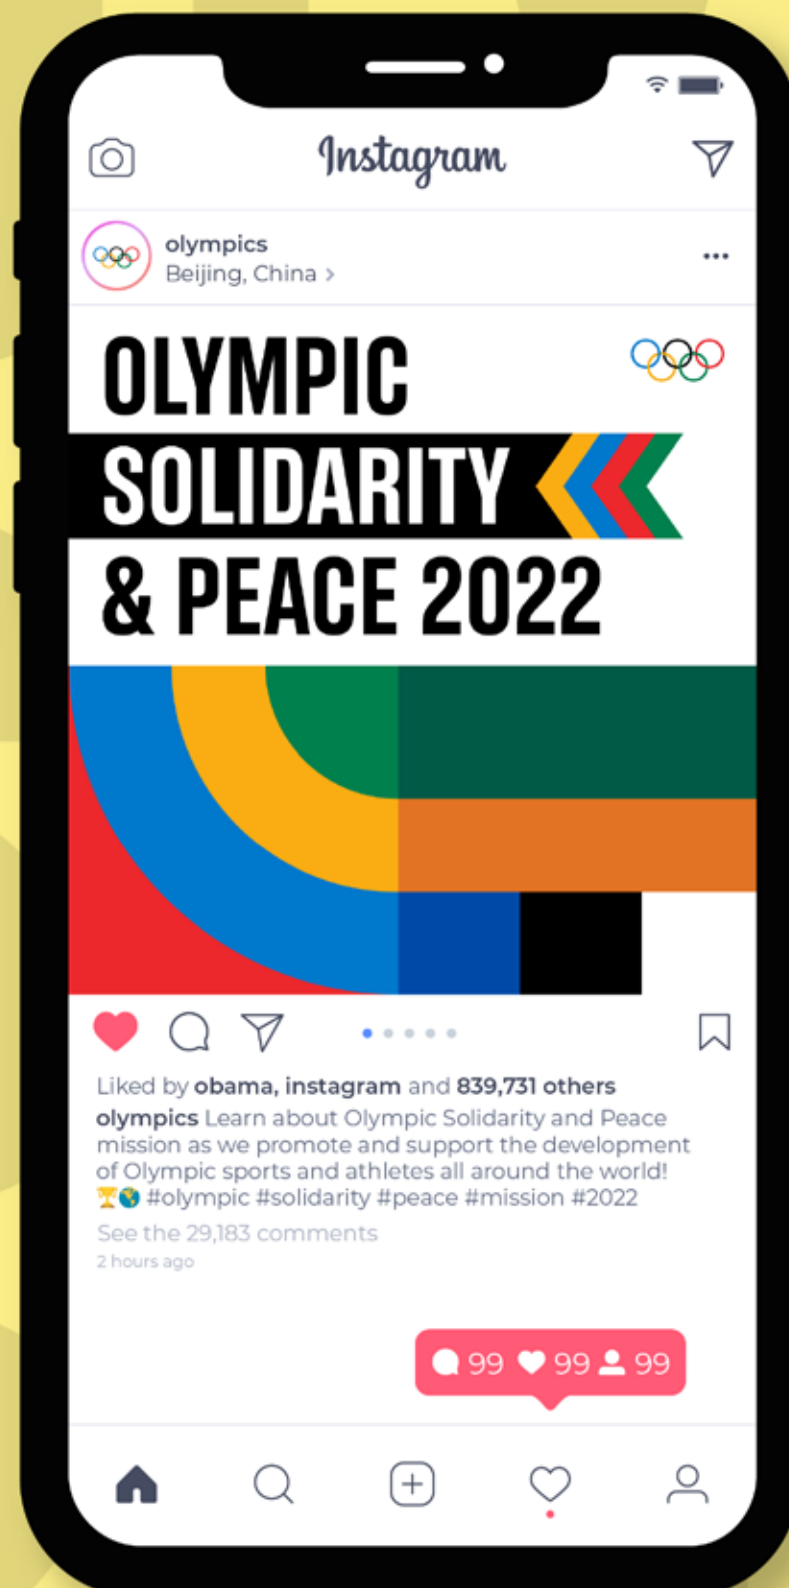 Instagram
olympics
Beijing, China >
OLYMPIC
SOLIDARITY
& PEACE 2022
Liked by obama, instagram and 839,731 others
olympics Learn about Olympic Solidarity and Peace
mission as we promote and support the development
of Olympic sports and athletes all around the world!
🏆🌎 #olympic #solidarity #peace #mission #2022
See the 29,183 comments
2 hours ago
99 99 99